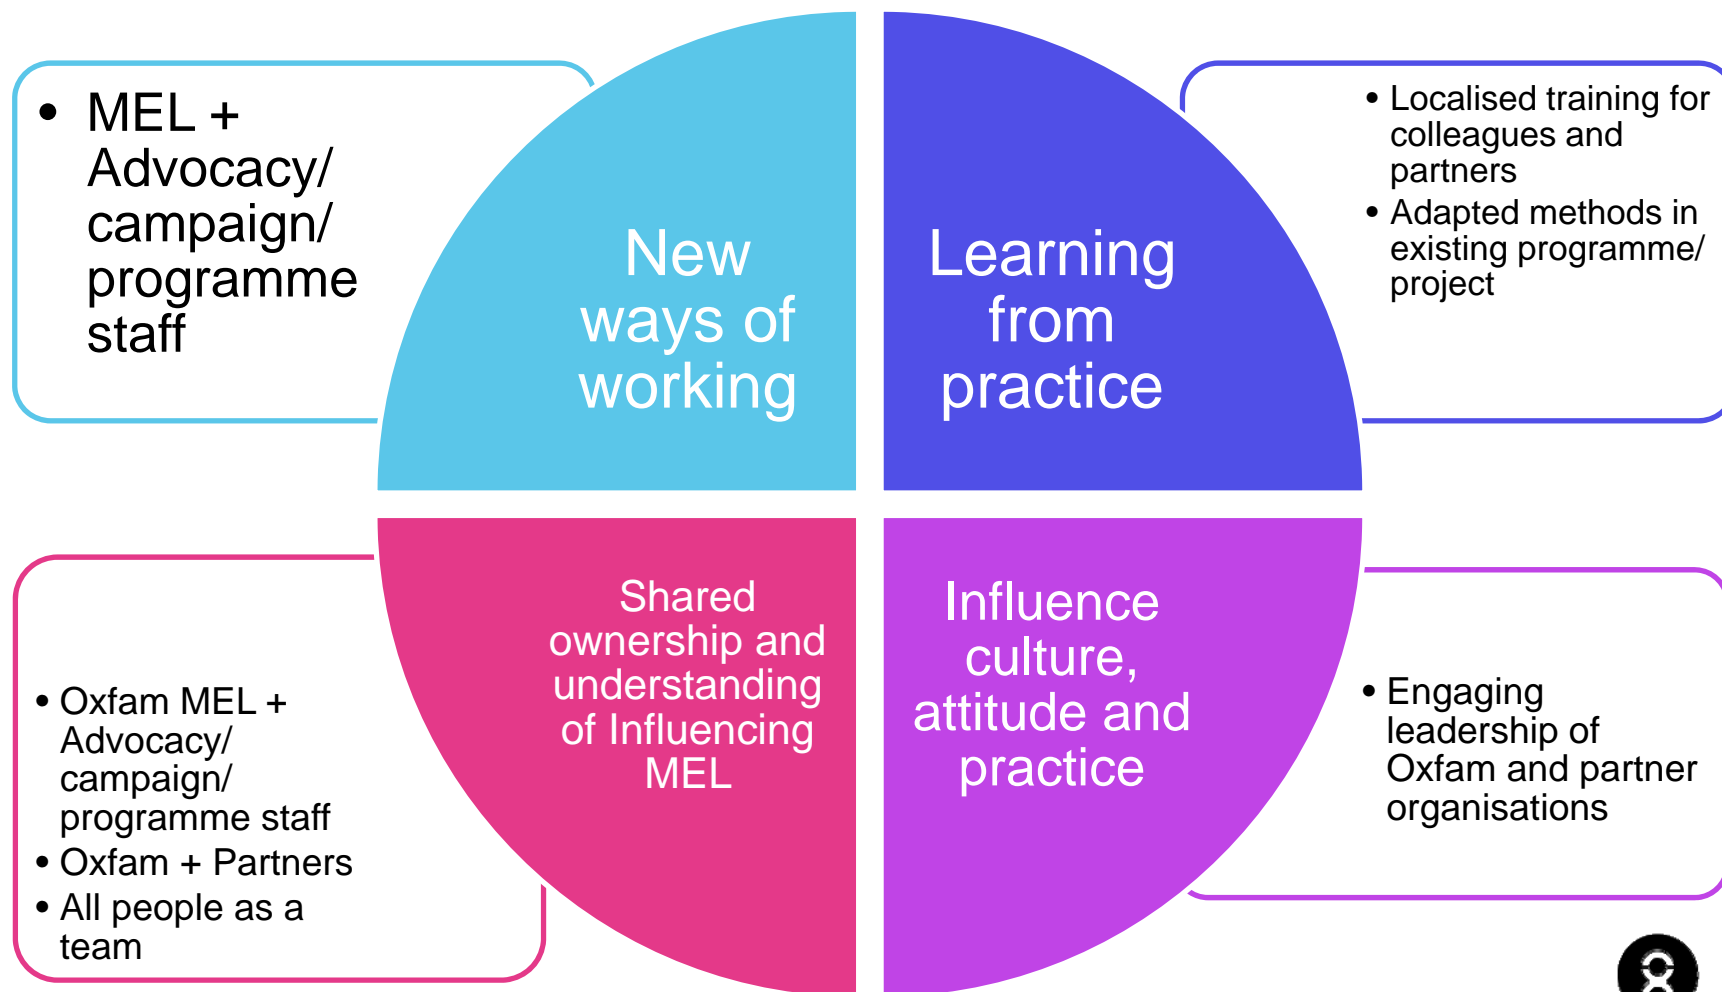 • MEL +
Advocacy/
campaign/
programme
staff
New
ways of
working
Learning
from
practice
• Localised training for
colleagues and
partners
• Adapted methods in
existing programme/
project
• Oxfam MEL +
Advocacy/
campaign/
programme staff
• Oxfam + Partners
• All people as a
team
Shared
ownership and
understanding
of Influencing
MEL
Influence
culture,
attitude and
practice
• Engaging
leadership of
Oxfam and partner
organisations